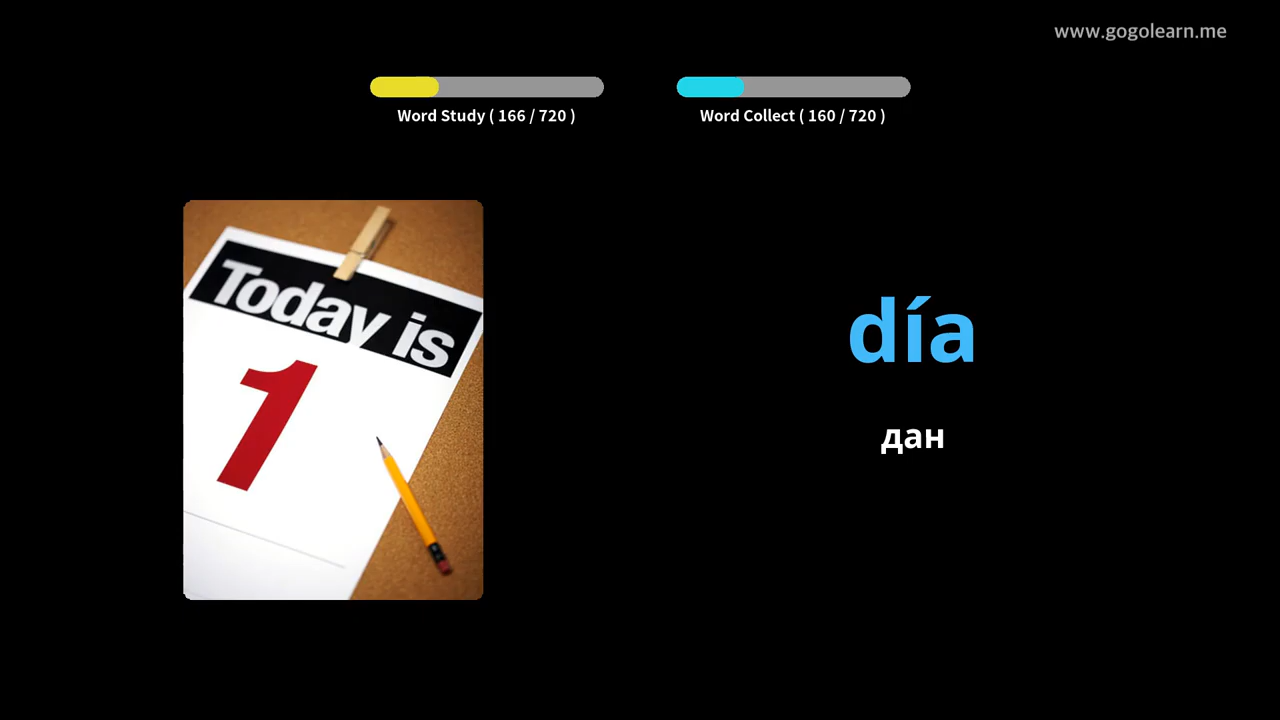 www.gogolearn.me
Word Study ( 166 / 720 )
Word Collect ( 160 / 720 )
Today is
1
día
дан